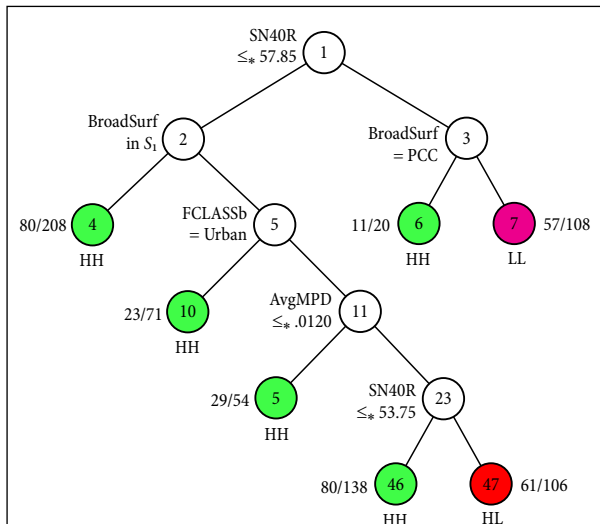 SN40R
≤* 57.85
1
BroadSurf
in S₁
2
BroadSurf
= PCC
3
80/208
4
HH
FCLASSb
= Urban
5
11/20
6
HH
7
57/108
LL
23/71
10
HH
AvgMPD
≤* .0120
11
29/54
5
HH
SN40R
≤* 53.75
23
80/138
46
HH
47
61/106
HL